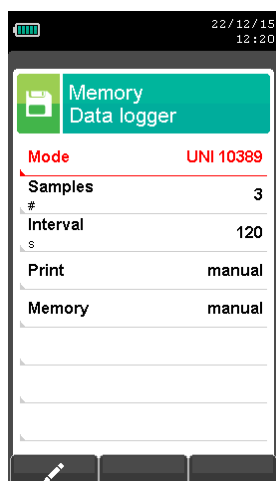 22/12/15
12:20
Memory
Data logger
Mode UNI 10389
Samples 3
#
Interval 120
s
Print manual
Memory manual